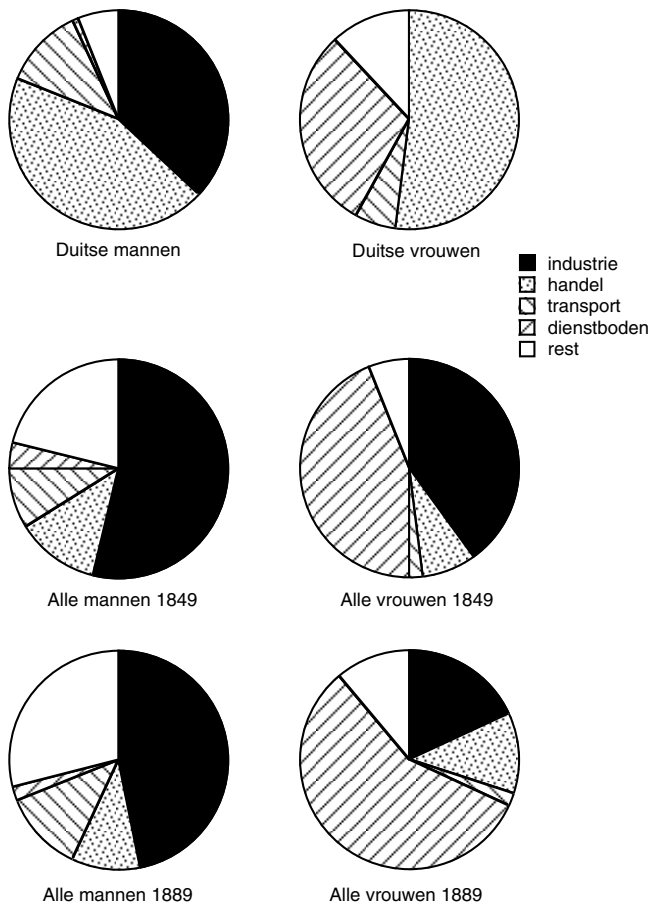 Duitse mannen
Duitse vrouwen
industrie
handel
transport
dienstboden
rest
Alle mannen 1849
Alle vrouwen 1849
Alle mannen 1889
Alle vrouwen 1889